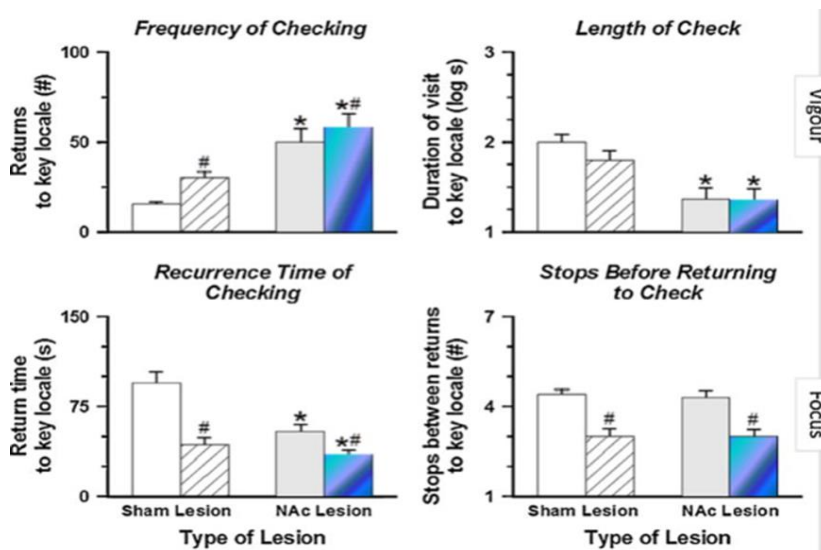 Frequency of Checking
Returns
to key locale (#)
100
50
0
#
*
*#
Length of Check
Duration of visit
to key locale (log s)
3
2
1
*
*
Vigour
Recurrence Time of
Checking
Return time
to key locale (s)
150
75
0
#
*
*#
Sham Lesion
NAc Lesion
Type of Lesion
Stops Before Returning
to Check
Stops between returns
to key locale (#)
7
4
1
#
#
Sham Lesion
NAc Lesion
Type of Lesion
Focus